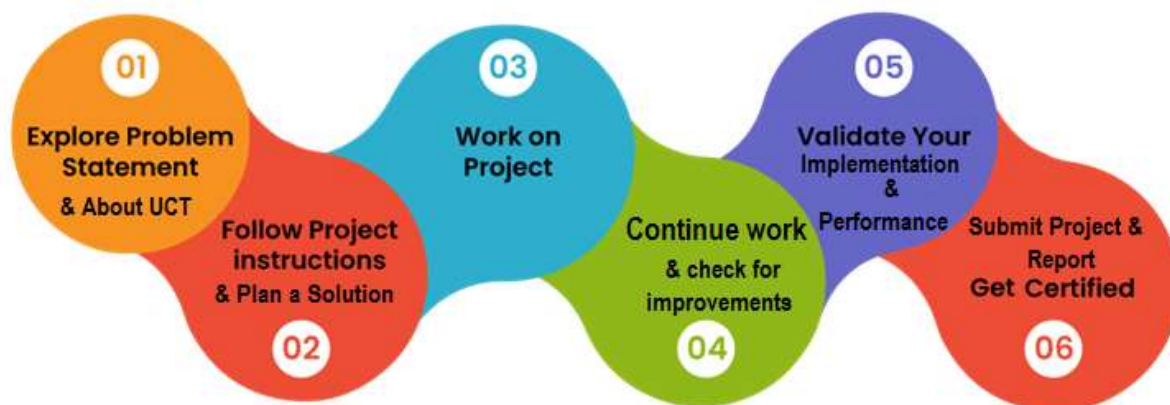 01
Explore Problem
Statement
& About UCT
Follow Project
instructions
& Plan a Solution
02
03
Work on
Project
Continue work
& check for
improvements
04
05
Validate Your
Implementation
&
Performance
Submit Project &
Report
Get Certified
06